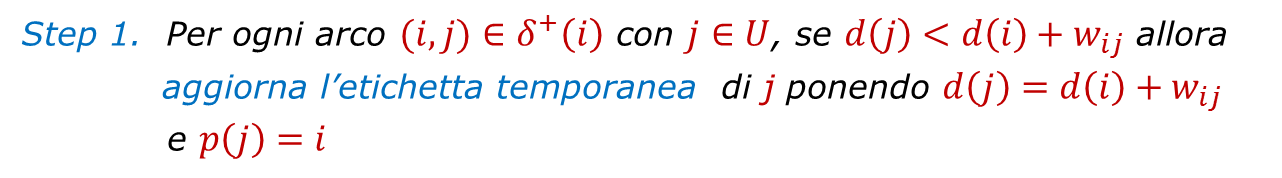 Step 1. Per ogni arco (i,j) ∈ δ⁺(i) con j ∈ U, se d(j) < d(i) + wᵢⱼ allora
aggiorna l’etichetta temporanea di j ponendo d(j) = d(i) + wᵢⱼ
e p(j) = i